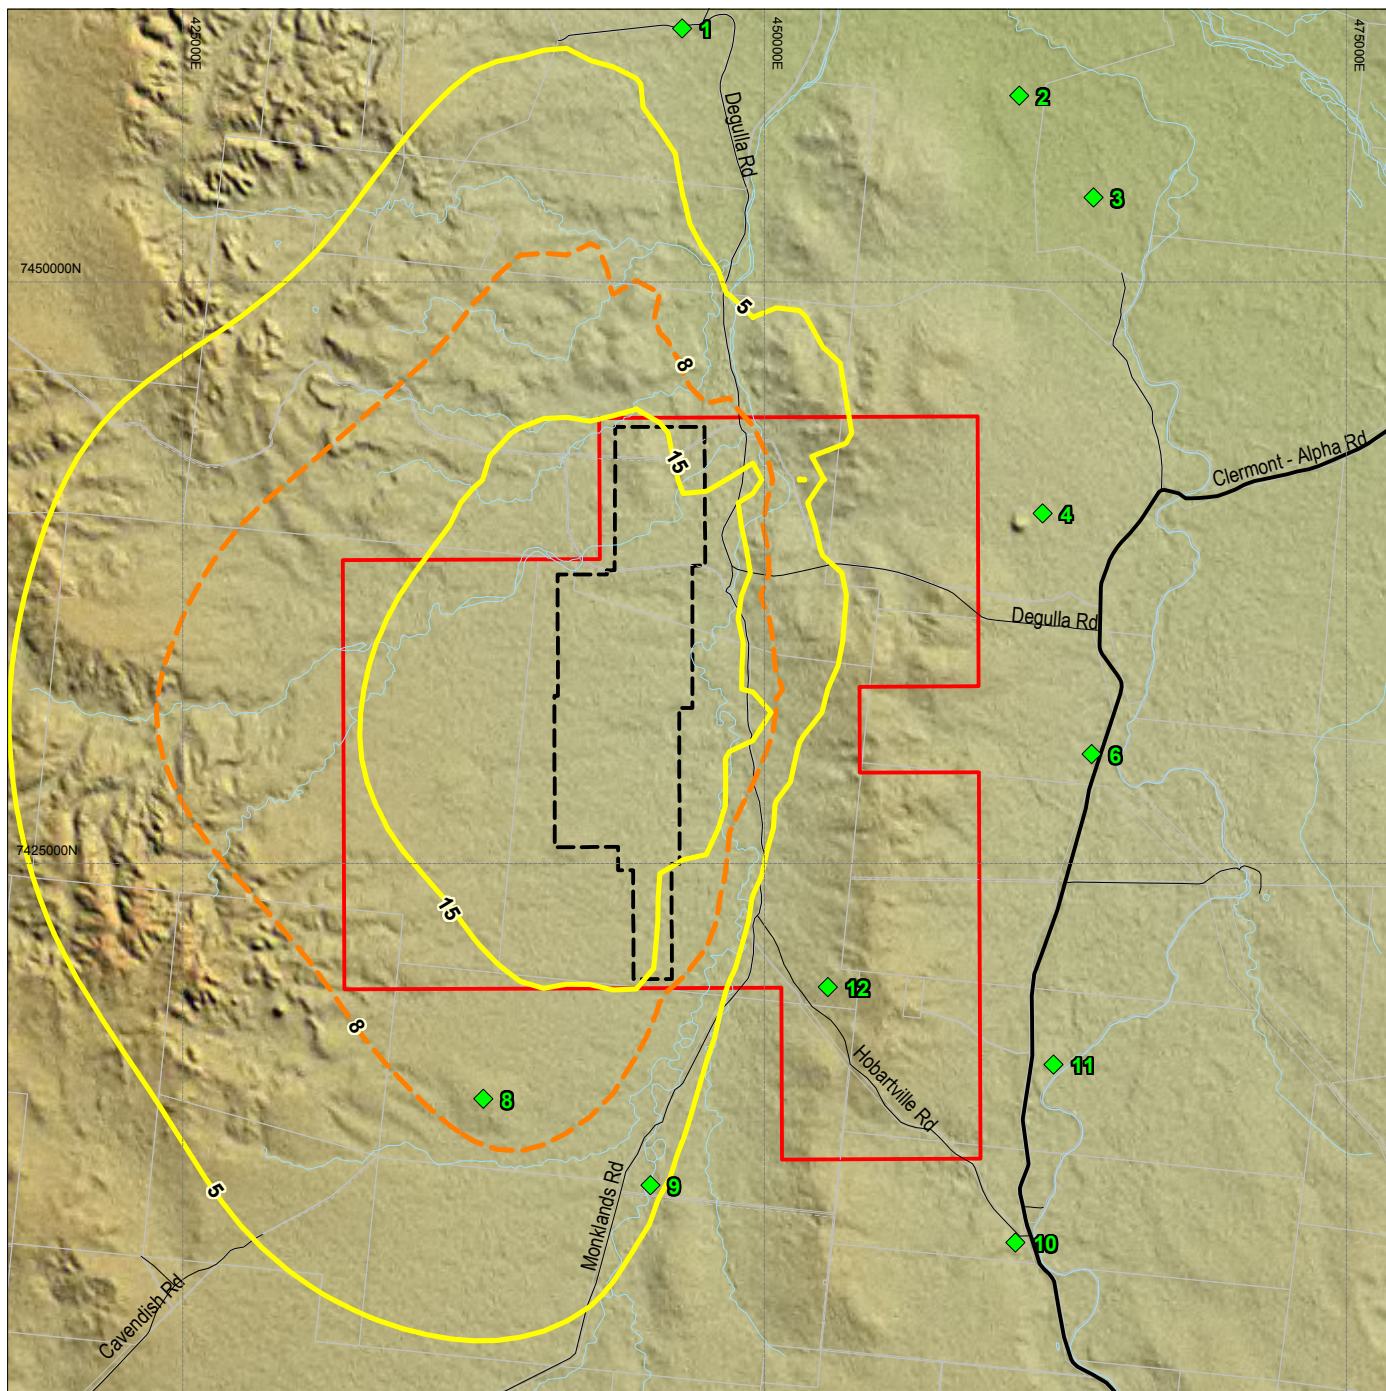 425000E
450000E
475000E
1
2
Degulla Rd
3
7450000N
5
8
Clermont - Alpha Rd
15
4
Degulla Rd
6
7425000N
15
12
8
11
Hobartville Rd
8
5
9
Monklands Rd
10
Cavendish Rd